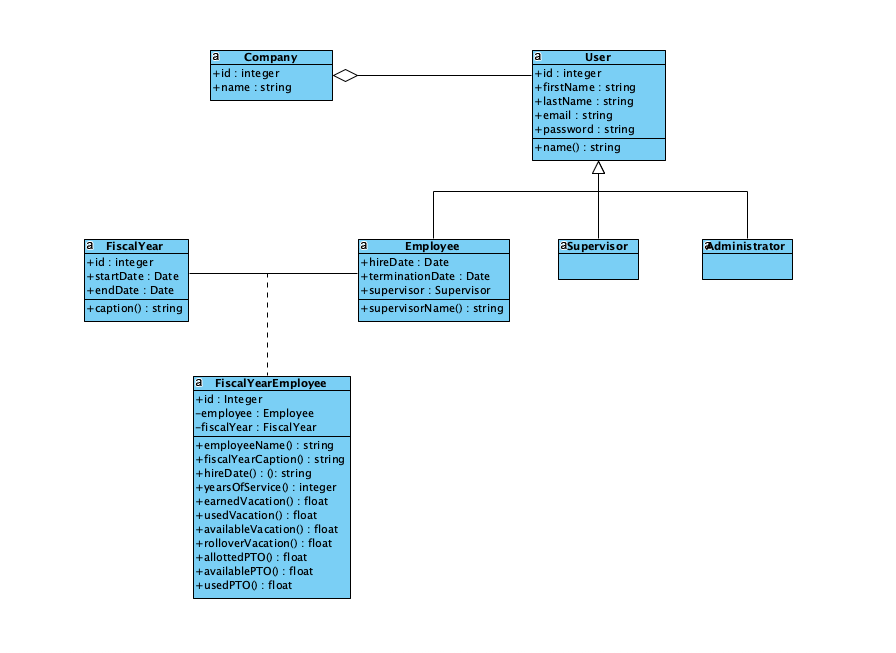 a Company
+id : integer
+name : string
a User
+id : integer
+firstName : string
+lastName : string
+email : string
+password : string
+name() : string
a FiscalYear
+id : integer
+startDate : Date
+endDate : Date
+caption() : string
a Employee
+hireDate : Date
+terminationDate : Date
+supervisor : Supervisor
+supervisorName() : string
a Supervisor
a Administrator
a FiscalYearEmployee
+id : Integer
-employee : Employee
-fiscalYear : FiscalYear
+employeeName() : string
+fiscalYearCaption() : string
+hireDate() : (): string
+yearsOfService() : integer
+earnedVacation() : float
+usedVacation() : float
+availableVacation() : float
+rolloverVacation() : float
+allottedPTO() : float
+availablePTO() : float
+usedPTO() : float